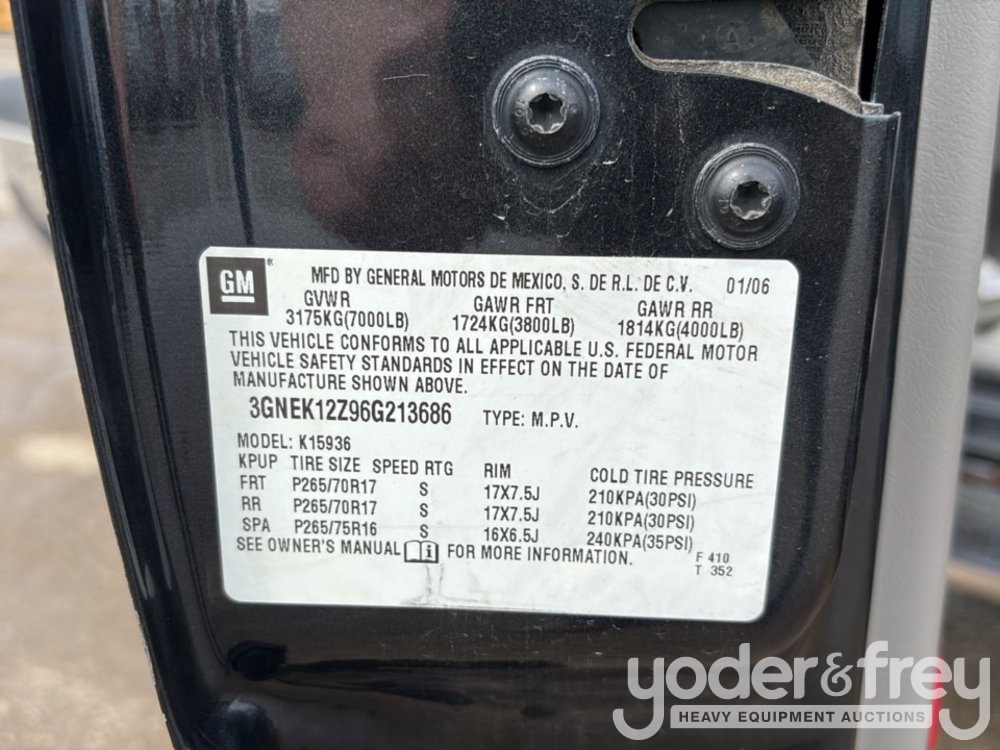 GM ® MFD BY GENERAL MOTORS DE MEXICO, S. DE R.L. DE C.V. 01/06
GVWR GAWR FRT GAWR RR
3175KG(7000LB) 1724KG(3800LB) 1814KG(4000LB)
THIS VEHICLE CONFORMS TO ALL APPLICABLE U.S. FEDERAL MOTOR
VEHICLE SAFETY STANDARDS IN EFFECT ON THE DATE OF
MANUFACTURE SHOWN ABOVE.
3GNEK12Z96G213686 TYPE: M.P.V.
MODEL: K15936
KPUP TIRE SIZE SPEED RTG RIM COLD TIRE PRESSURE
FRT P265/70R17 S 17X7.5J 210KPA(30PSI)
RR P265/70R17 S 17X7.5J 210KPA(30PSI)
SPA P265/75R16 S 16X6.5J 240KPA(35PSI)
SEE OWNER'S MANUAL FOR MORE INFORMATION.
F 410
T 352
yoder&frey
HEAVY EQUIPMENT AUCTIONS